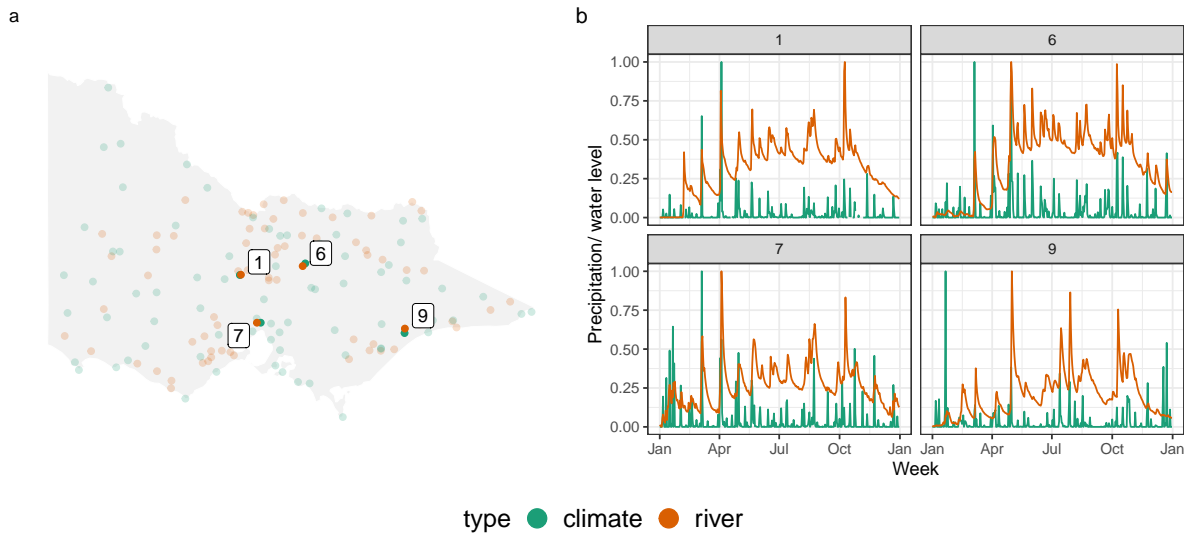 a
1
6
7
9
b
Precipitation/ water level
1
1.00
0.75
0.50
0.25
0.00
6
7
1.00
0.75
0.50
0.25
0.00
9
Jan Apr Jul Oct Jan
Jan Apr Jul Oct Jan
Week
type climate river